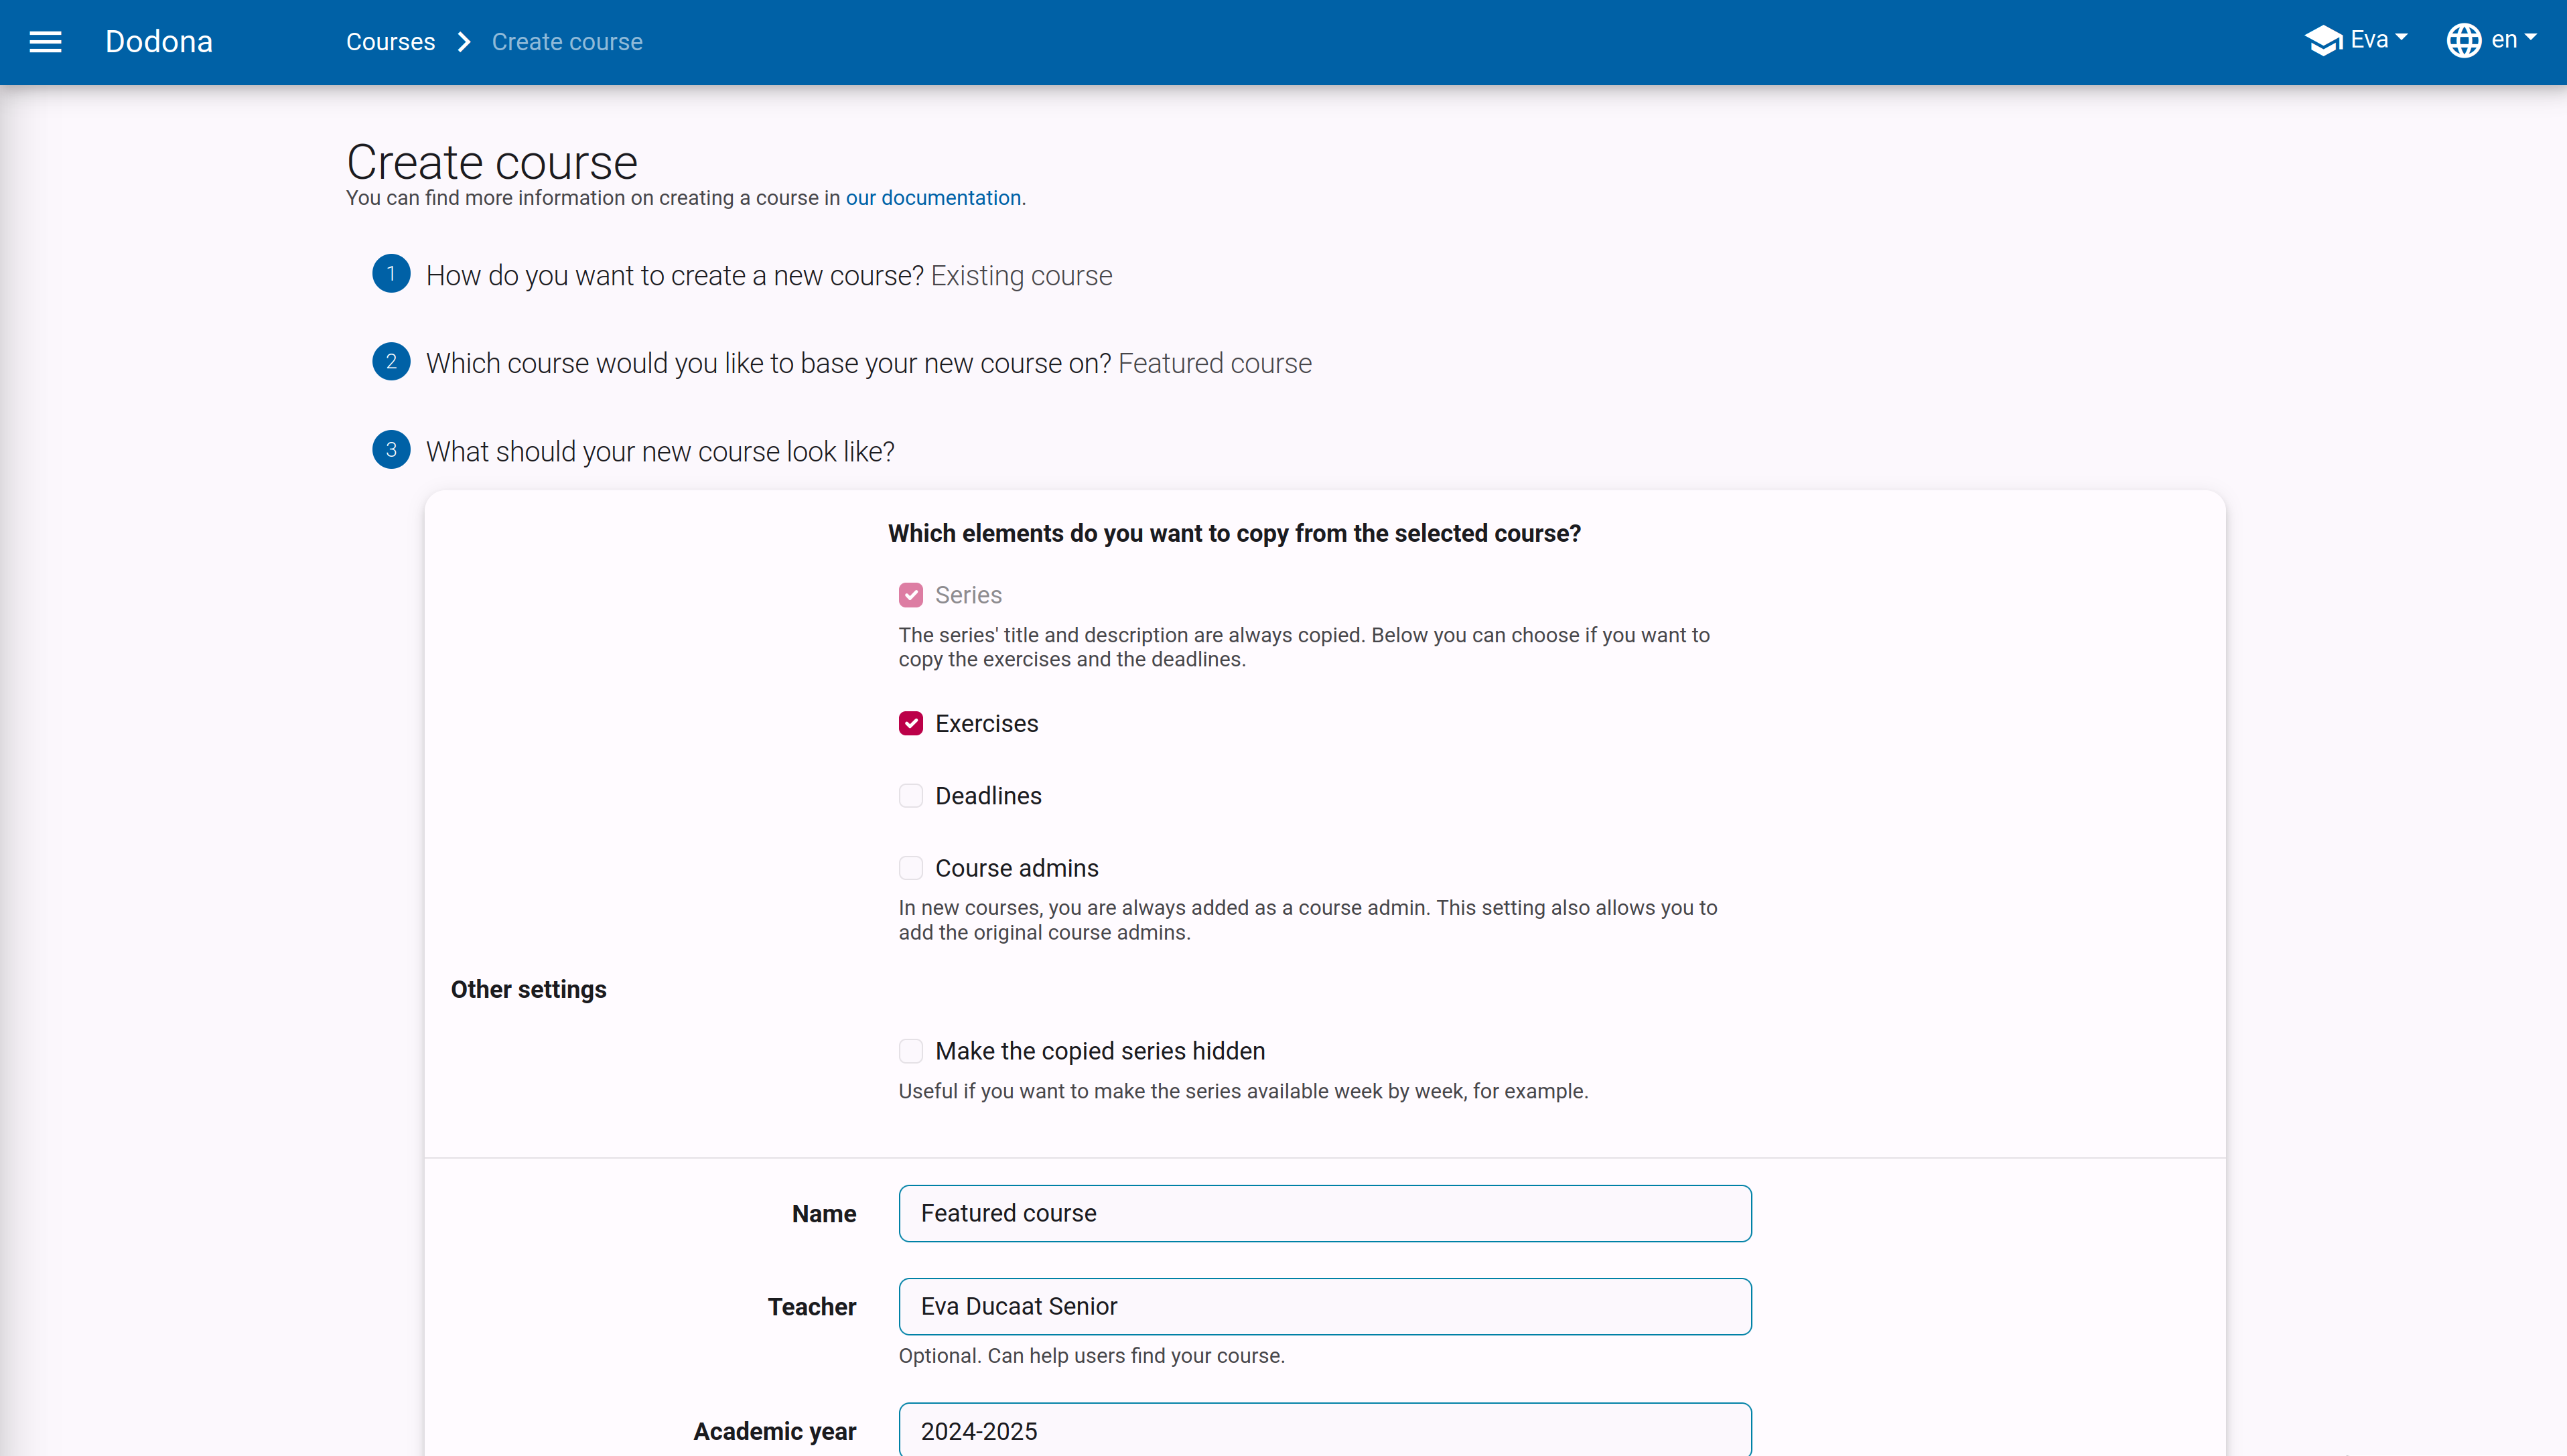 Dodona
Courses
Create course
Eva
en
Create course
You can find more information on creating a course in our documentation.
1 How do you want to create a new course? Existing course
2 Which course would you like to base your new course on? Featured course
3 What should your new course look like?
Which elements do you want to copy from the selected course?
Series
The series' title and description are always copied. Below you can choose if you want to
copy the exercises and the deadlines.
Exercises
Deadlines
Course admins
In new courses, you are always added as a course admin. This setting also allows you to
add the original course admins.
Other settings
Make the copied series hidden
Useful if you want to make the series available week by week, for example.
Name
Featured course
Teacher
Eva Ducaat Senior
Optional. Can help users find your course.
Academic year
2024-2025